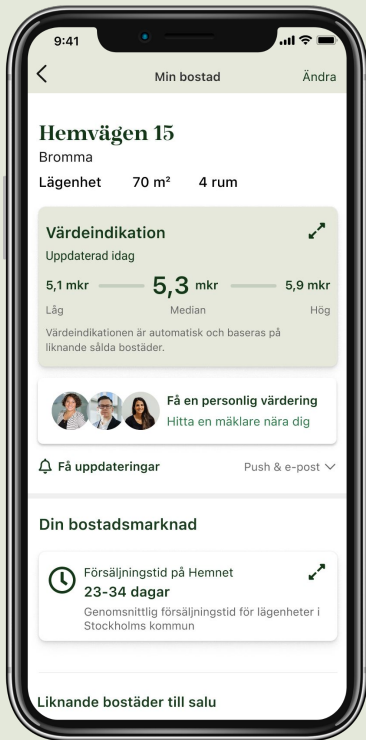 9:41
Min bostad
Ändra
Hemvägen 15
Bromma
Lägenhet 70 m² 4 rum
Värdeindikation
Uppdaterad idag
5,1 mkr 5,3 mkr 5,9 mkr
Låg Median Hög
Värdeindikationen är automatisk och baseras på
liknande sålda bostäder.
Få en personlig värdering
Hitta en mäklare nära dig
Få uppdateringar Push & e-post
Din bostadsmarknad
Försäljningstid på Hemnet
23-34 dagar
Genomsnittlig försäljningstid för lägenheter i
Stockholms kommun
Liknande bostäder till salu